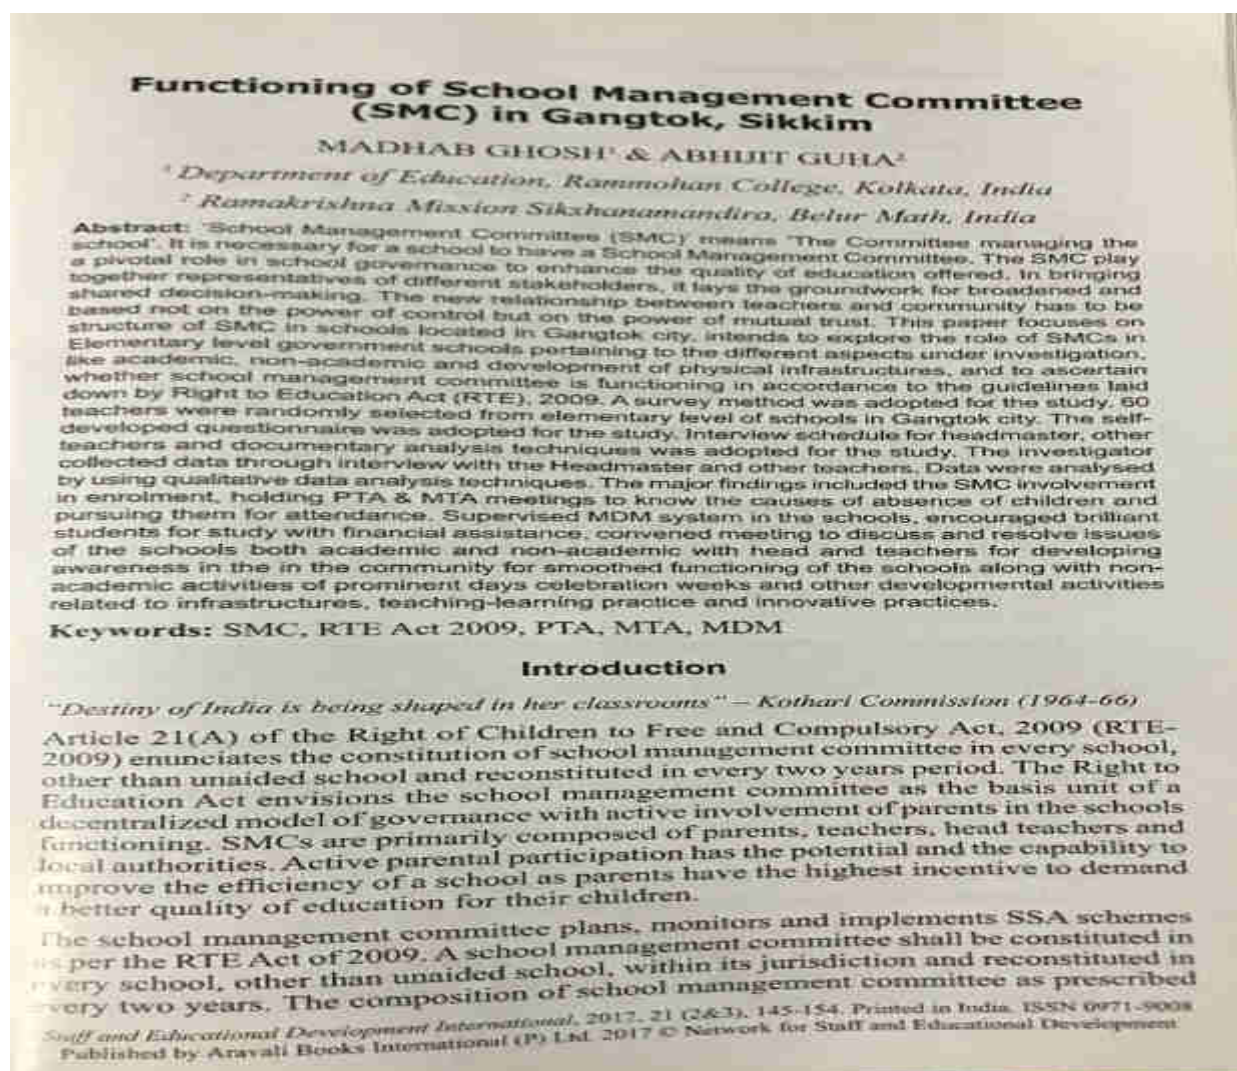 Functioning of School Management Committee
(SMC) in Gangtok, Sikkim
MADHAB GHOSH¹ & ABHIJIT GUHA²
¹ Department of Education, Rammohan College, Kolkata, India
² Ramakrishna Mission Sikshanamandira, Belur Math, India
Abstract: 'School Management Committee (SMC)' means 'The Committee managing the
school'. It is necessary for a school to have a School Management Committee. The SMC play
a pivotal role in school governance to enhance the quality of education offered. In bringing
together representatives of different stakeholders, it lays the groundwork for broadened and
shared decision-making. The new relationship between teachers and community has to be
based not on the power of control but on the power of mutual trust. This paper focuses on
structure of SMC in schools located in Gangtok city, intends to explore the role of SMCs in
Elementary level government schools pertaining to the different aspects under investigation,
like academic, non-academic and development of physical infrastructures, and to ascertain
whether school management committee is functioning in accordance to the guidelines laid
down by Right to Education Act (RTE), 2009. A survey method was adopted for the study. 60
teachers were randomly selected from elementary level of schools in Gangtok city. The self-
developed questionnaire was adopted for the study. Interview schedule for headmaster, other
teachers and documentary analysis techniques was adopted for the study. The investigator
collected data through interview with the Headmaster and other teachers. Data were analysed
by using qualitative data analysis techniques. The major findings included the SMC involvement
in enrolment, holding PTA & MTA meetings to know the causes of absence of children and
pursuing them for attendance. Supervised MDM system in the schools, encouraged brilliant
students for study with financial assistance, convened meeting to discuss and resolve issues
of the schools both academic and non-academic with head and teachers for developing
awareness in the in the community for smoothed functioning of the schools along with non-
academic activities of prominent days celebration weeks and other developmental activities
related to infrastructures, teaching-learning practice and innovative practices.
Keywords: SMC, RTE Act 2009, PTA, MTA, MDM
Introduction
"Destiny of India is being shaped in her classrooms" – Kothari Commission (1964-66)
Article 21(A) of the Right of Children to Free and Compulsory Act, 2009 (RTE-
2009) enunciates the constitution of school management committee in every school,
other than unaided school and reconstituted in every two years period. The Right to
Education Act envisions the school management committee as the basis unit of a
decentralized model of governance with active involvement of parents in the schools
functioning. SMCs are primarily composed of parents, teachers, head teachers and
local authorities. Active parental participation has the potential and the capability to
improve the efficiency of a school as parents have the highest incentive to demand
a better quality of education for their children.
The school management committee plans, monitors and implements SSA schemes
as per the RTE Act of 2009. A school management committee shall be constituted in
every school, other than unaided school, within its jurisdiction and reconstituted in
every two years. The composition of school management committee as prescribed
Staff and Educational Development International, 2017, 21 (2&3), 145-154. Printed in India. ISSN 0971-9008
Published by Aravali Books International (P) Ltd. 2017 © Network for Staff and Educational Development